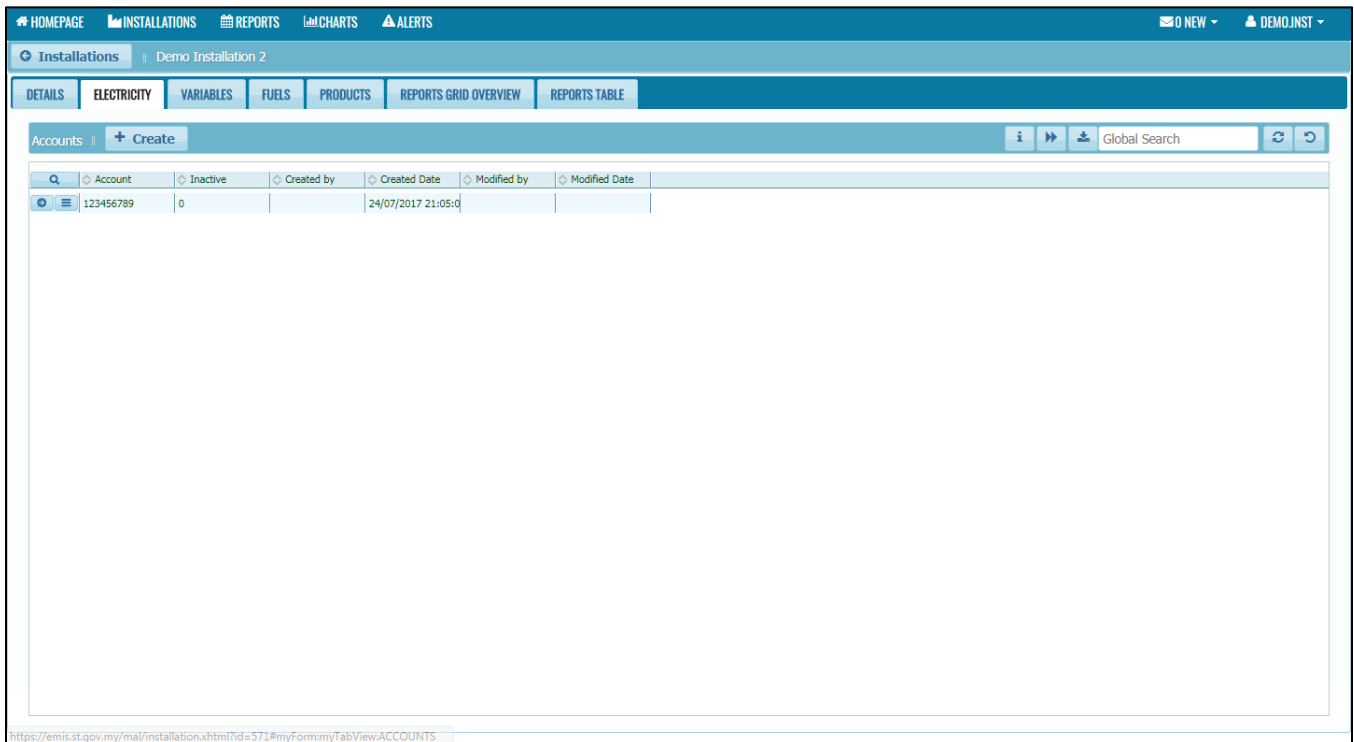 HOMEPAGE INSTALLATIONS REPORTS CHARTS ALERTS 0 NEW DEMO.INST
Installations Demo Installation 2
DETAILS ELECTRICITY VARIABLES FUELS PRODUCTS REPORTS GRID OVERVIEW REPORTS TABLE
Accounts + Create i Global Search
Account Inactive Created by Created Date Modified by Modified Date
123456789 0 24/07/2017 21:05:0
https://emis.st.gov.my/mal/installation.xhtml?id=571#myForm:myTabView:ACCOUNTS